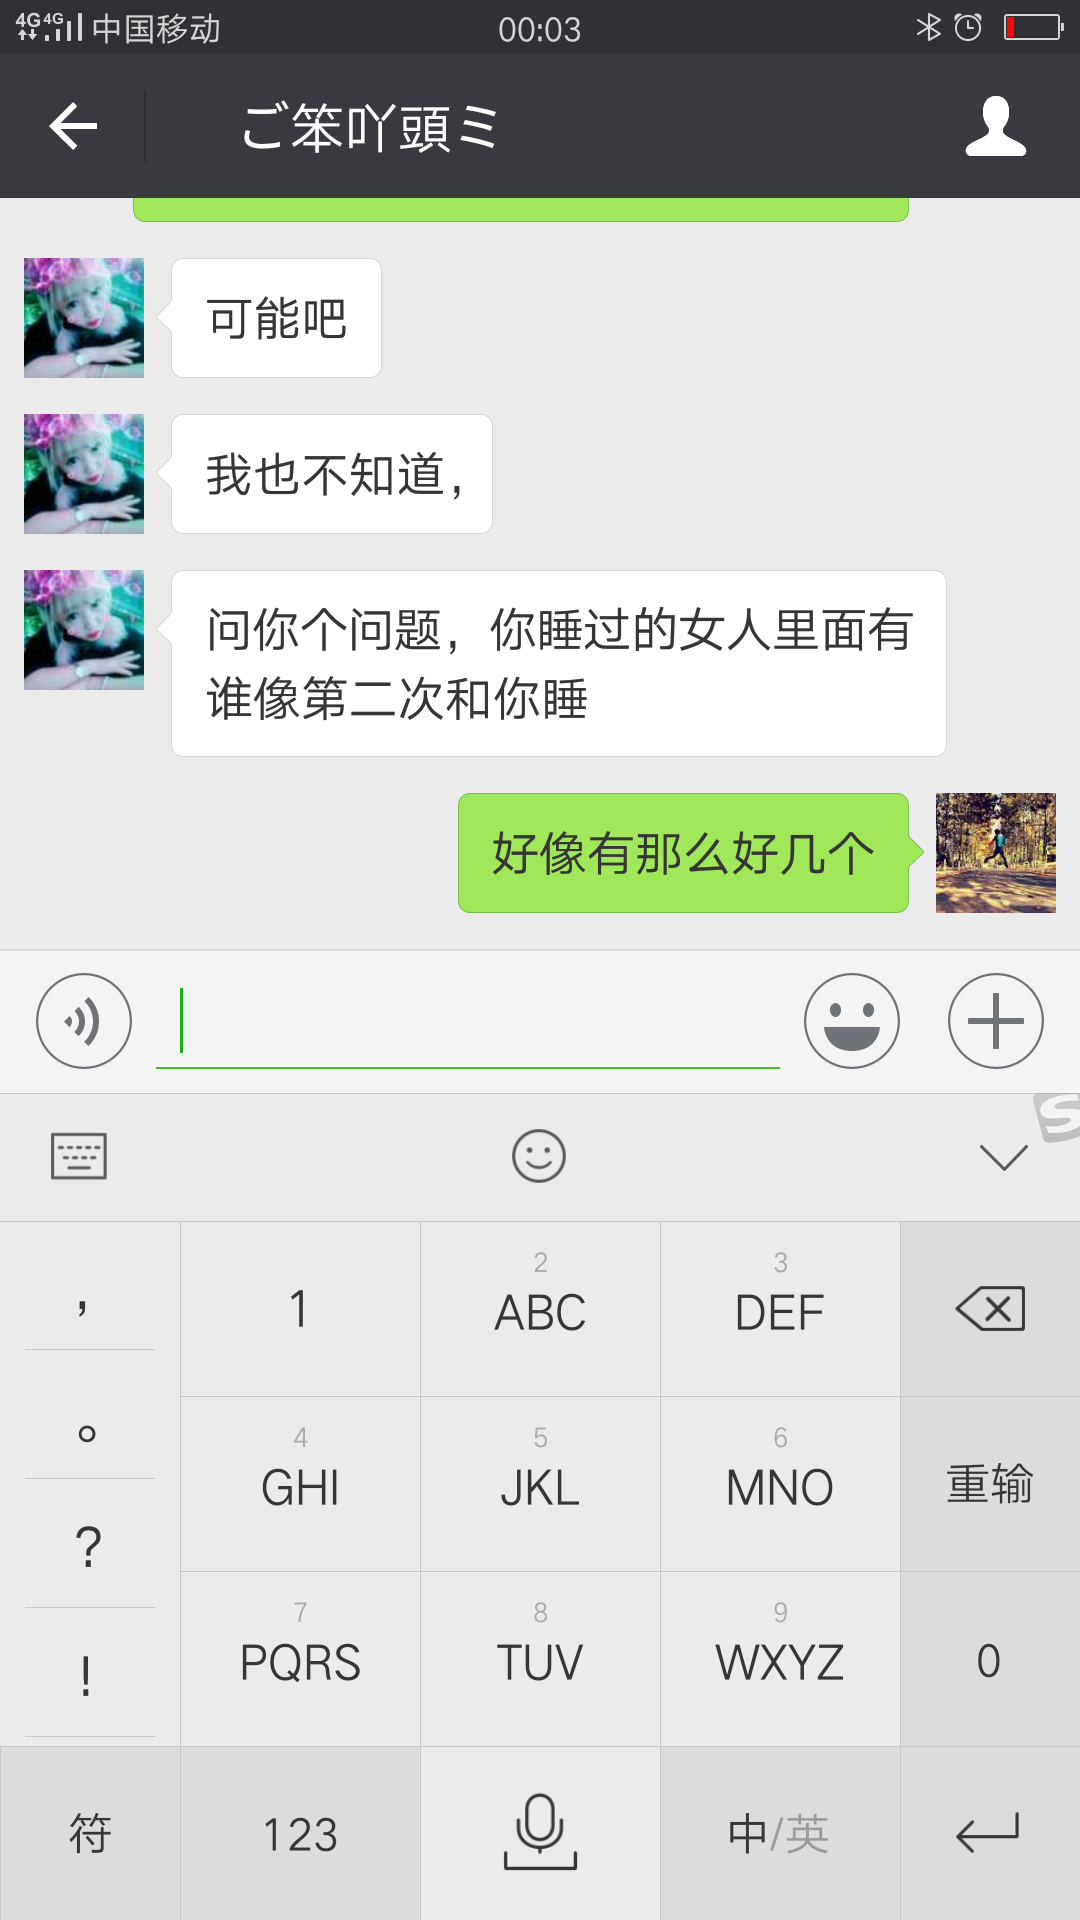 4G 4G 中国移动 00:03
ご笨吖頭ミ
可能吧
我也不知道，
问你个问题，你睡过的女人里面有
谁像第二次和你睡
好像有那么好几个
S
， 1 2 ABC 3 DEF
。 4 GHI 5 JKL 6 MNO 重输
? 7 PQRS 8 TUV 9 WXYZ 0
!
符 123 中/英